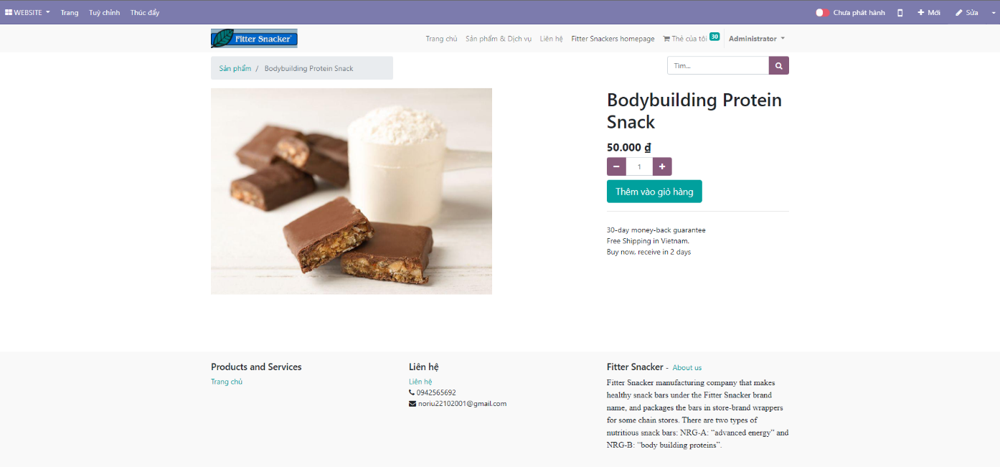 WEBSITE Trang Tuỳ chỉnh Thúc đẩy Chưa phát hành Mới Sửa
Fitter Snacker Trang chủ Sản phẩm & Dịch vụ Liên hệ Fitter Snackers homepage Thẻ của tôi 30 Administrator
Sản phẩm / Bodybuilding Protein Snack Tìm...
Bodybuilding Protein
Snack
50.000 ₫
1
Thêm vào giỏ hàng
30-day money-back guarantee
Free Shipping in Vietnam.
Buy now, receive in 2 days
Products and Services
Trang chủ
Liên hệ
Liên hệ
0942565692
noriu22102001@gmail.com
Fitter Snacker - About us
Fitter Snacker manufacturing company that makes
healthy snack bars under the Fitter Snacker brand
name, and packages the bars in store-brand wrappers
for some chain stores. There are two types of
nutritious snack bars: NRG-A: “advanced energy” and
NRG-B: “body building proteins”.